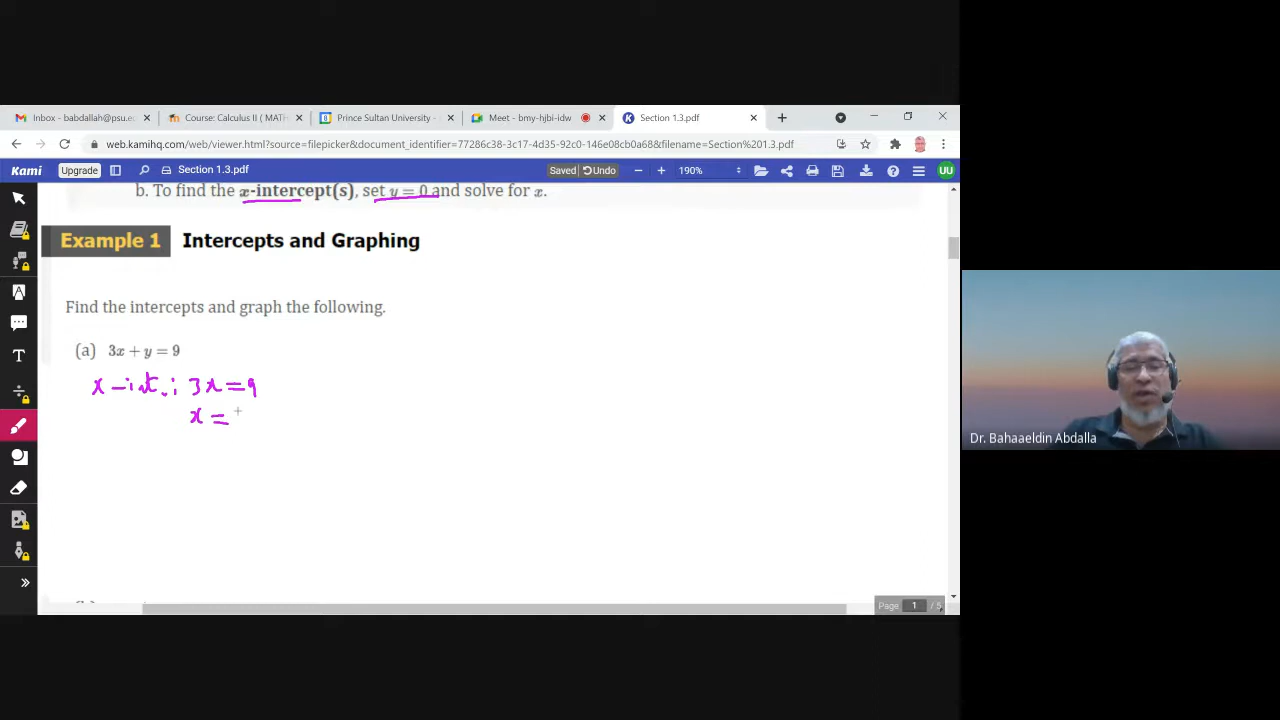 Inbox - babdallah@psu.e
Course: Calculus II ( MATH
Prince Sultan University -
Meet - bmy-hjbi-idw
Section 1.3.pdf
web.kamihq.com/web/viewer.html?source=filepicker&document_identifier=77286c38-3c17-4d35-92c0-146e08cb0a68&filename=Section%201.3.pdf
Kami Upgrade Section 1.3.pdf Saved Undo 190% UU
b. To find the x-intercept(s), set y = 0 and solve for x.
Example 1 Intercepts and Graphing
Find the intercepts and graph the following.
(a) 3x + y = 9
x-int.; 3x = 9
x =
Dr. Bahaaeldin Abdalla
Page 1 / 5